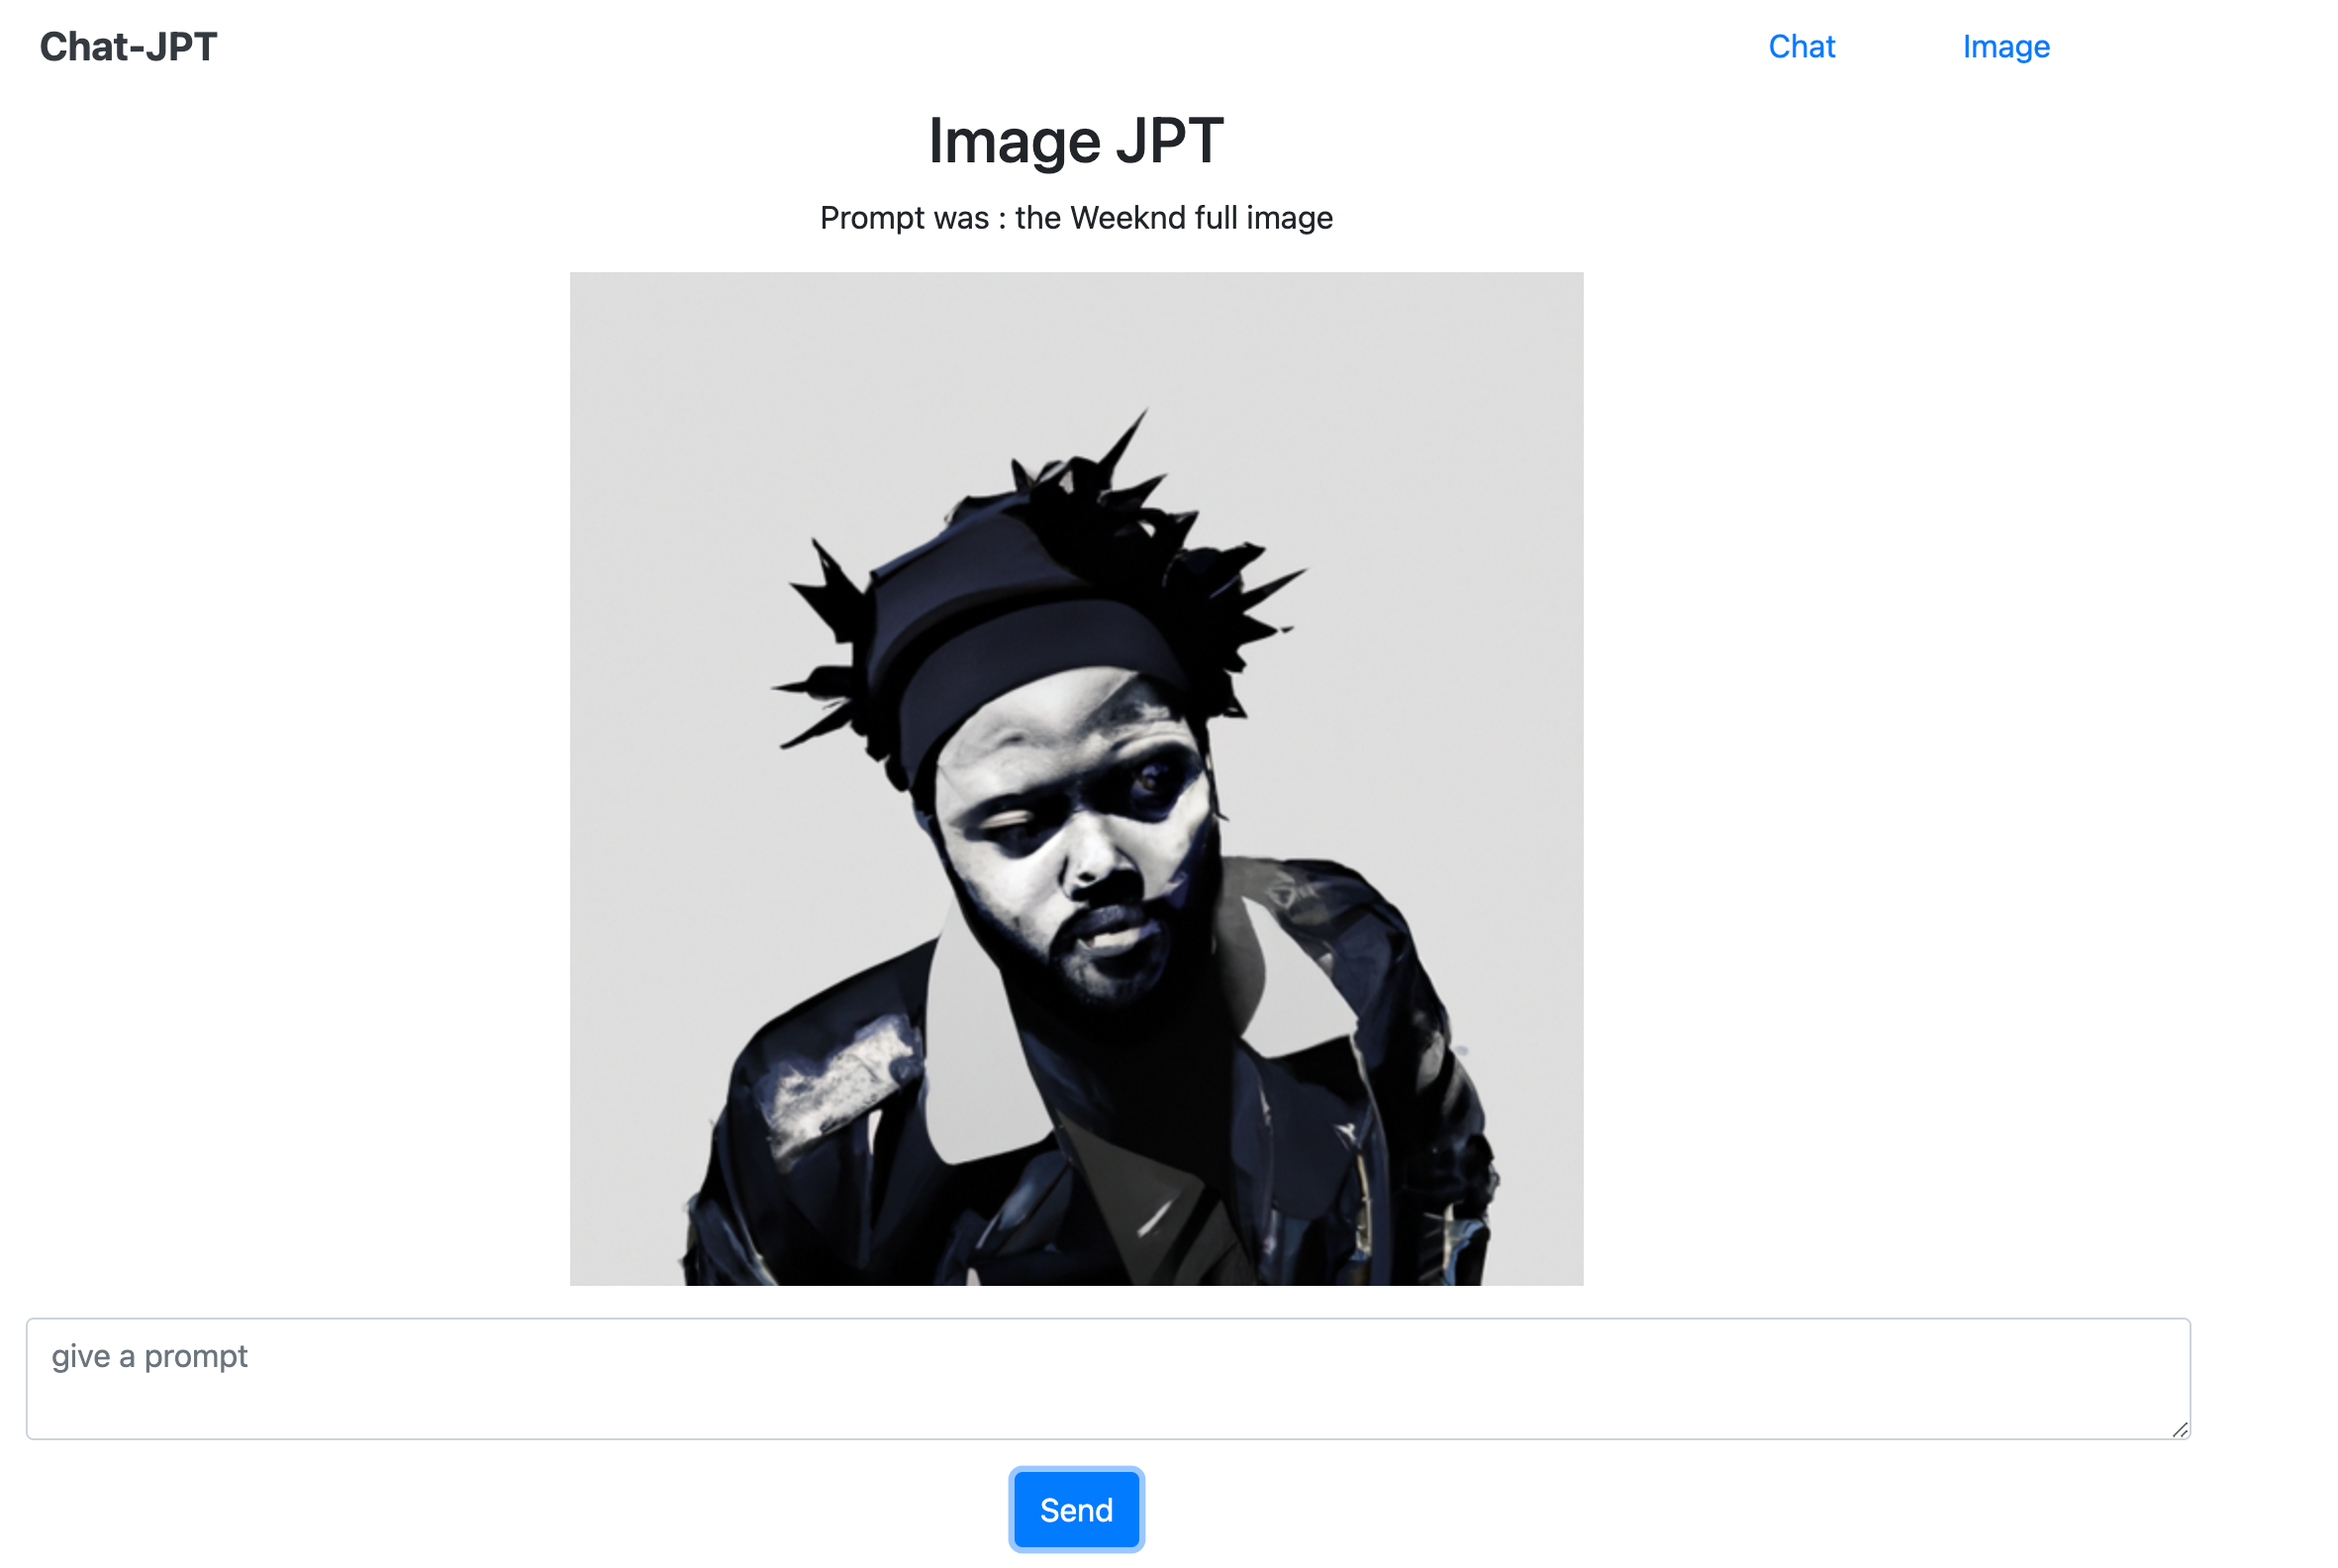 Chat-JPT
Chat
Image
Image JPT
Prompt was : the Weeknd full image
give a prompt
Send